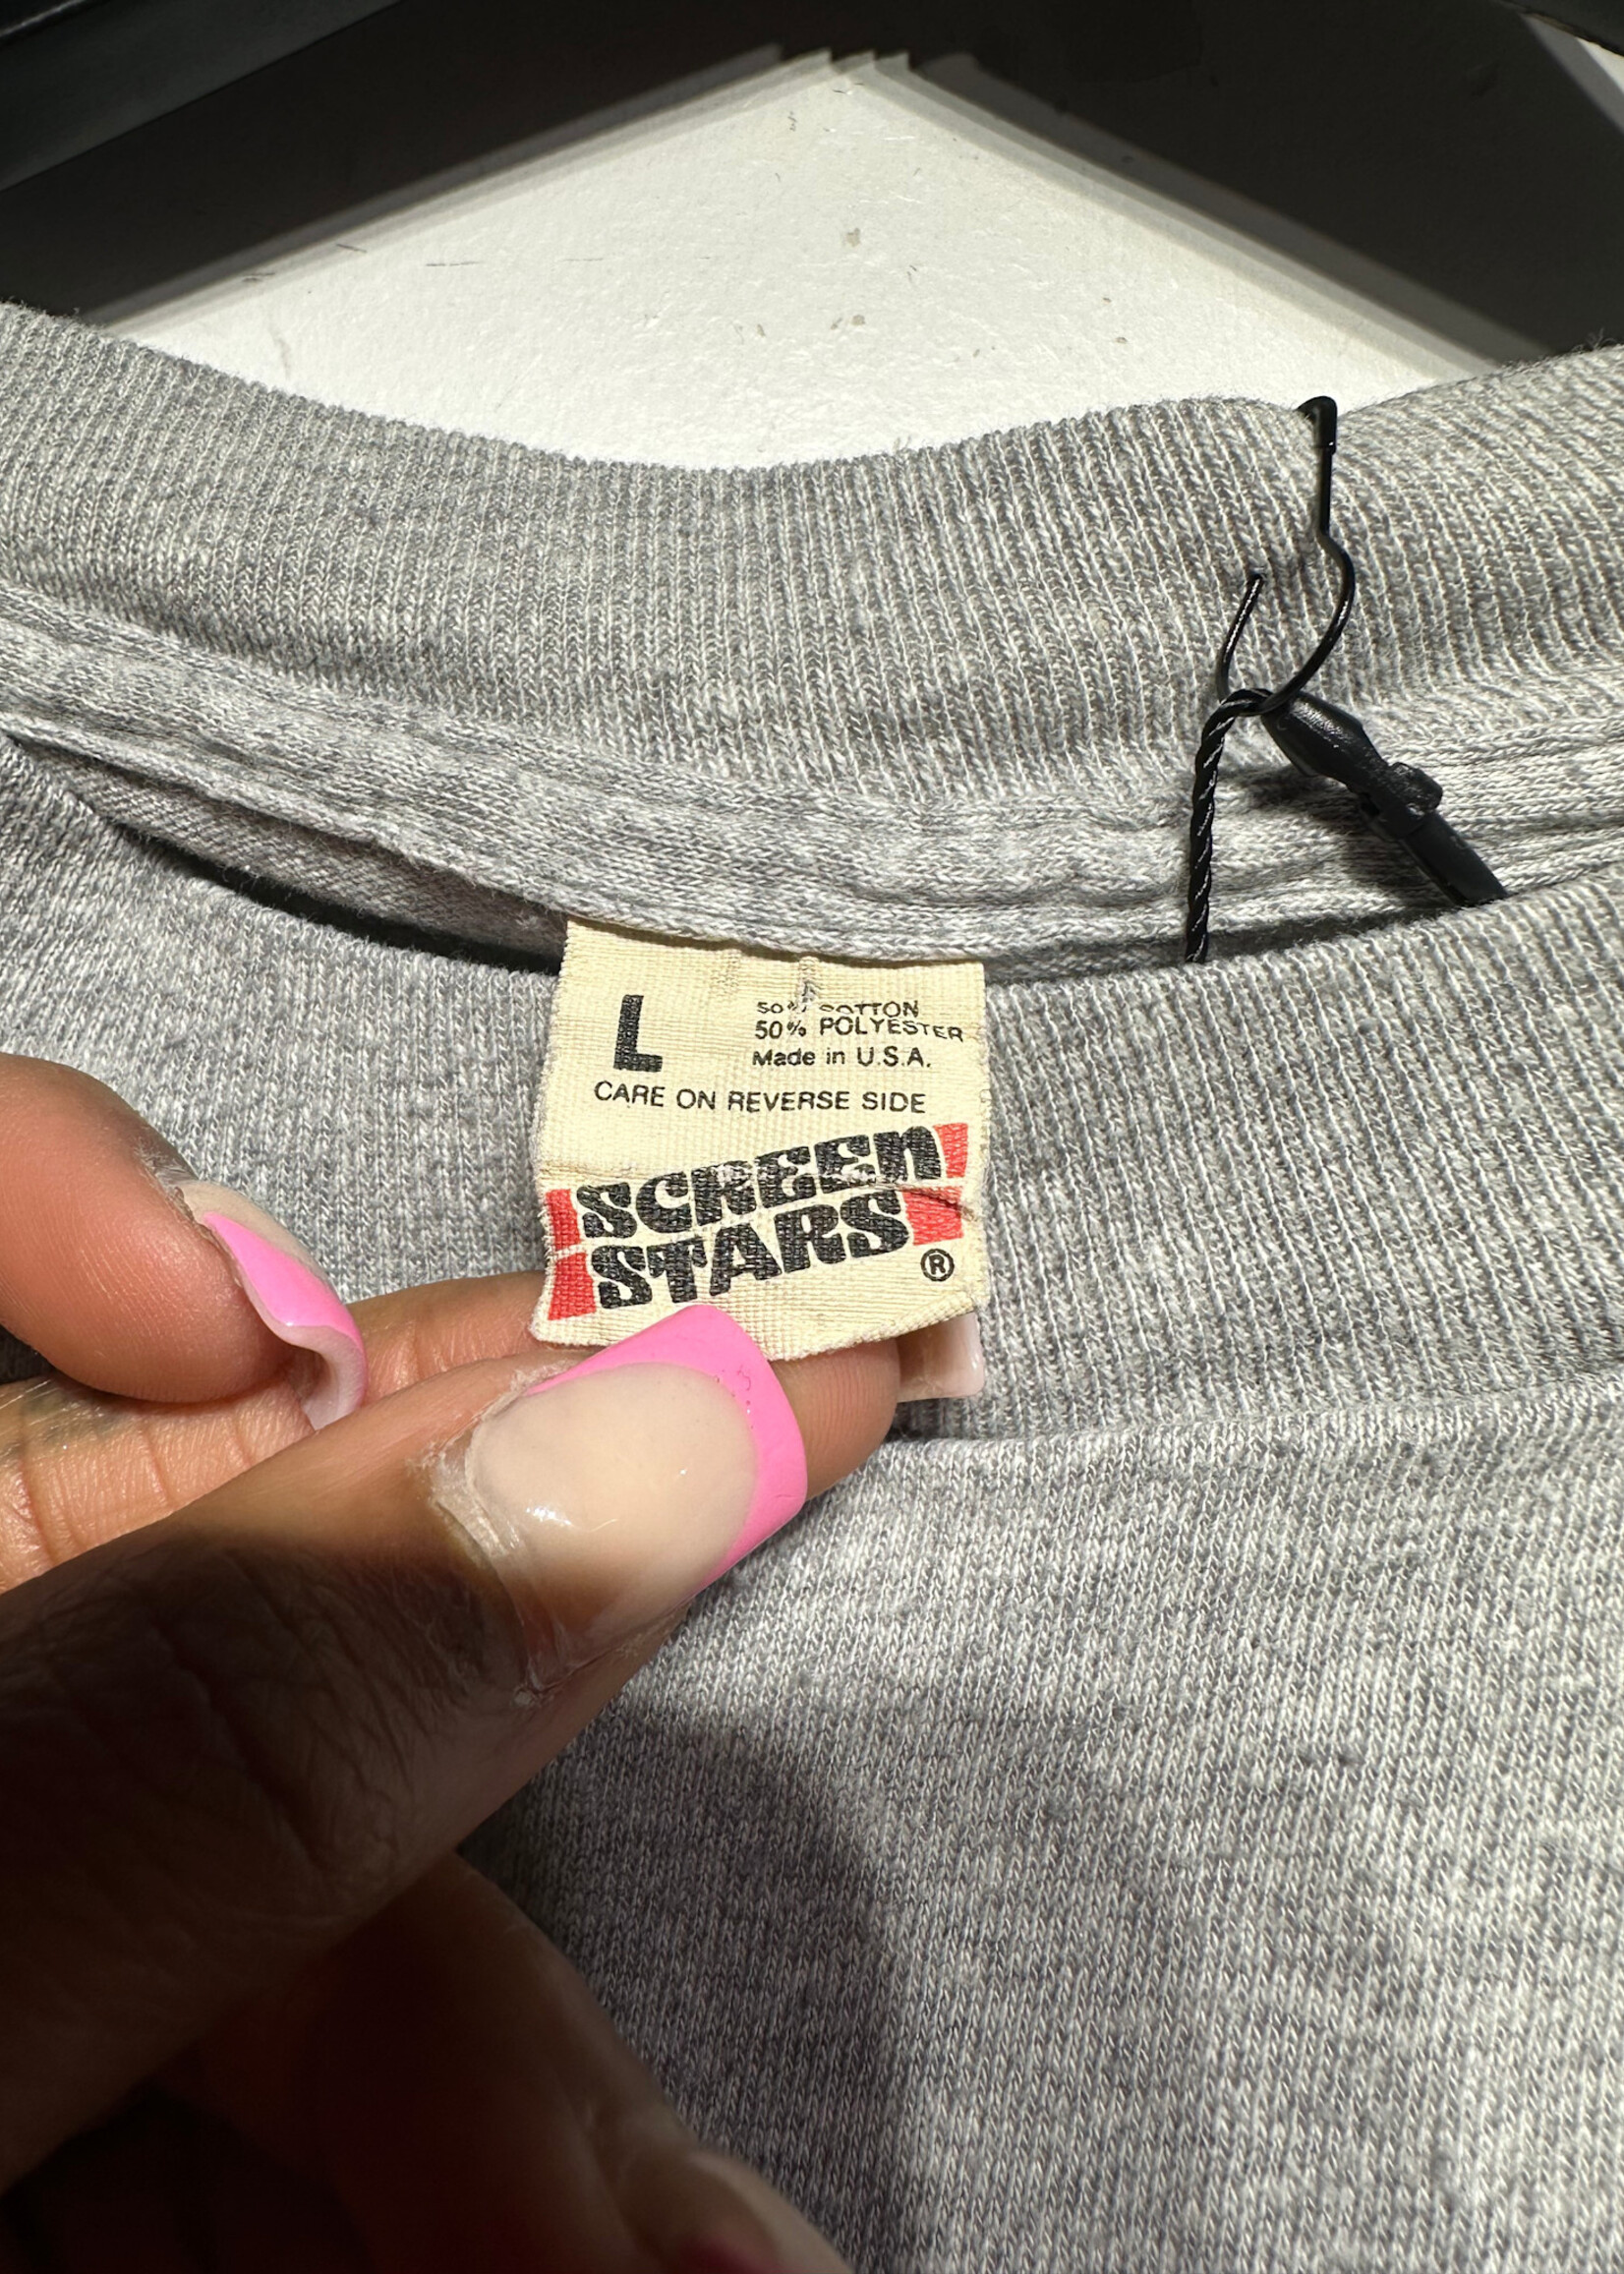 L
50% COTTON
50% POLYESTER
Made in U.S.A.
CARE ON REVERSE SIDE
SCREEN
STARS
®